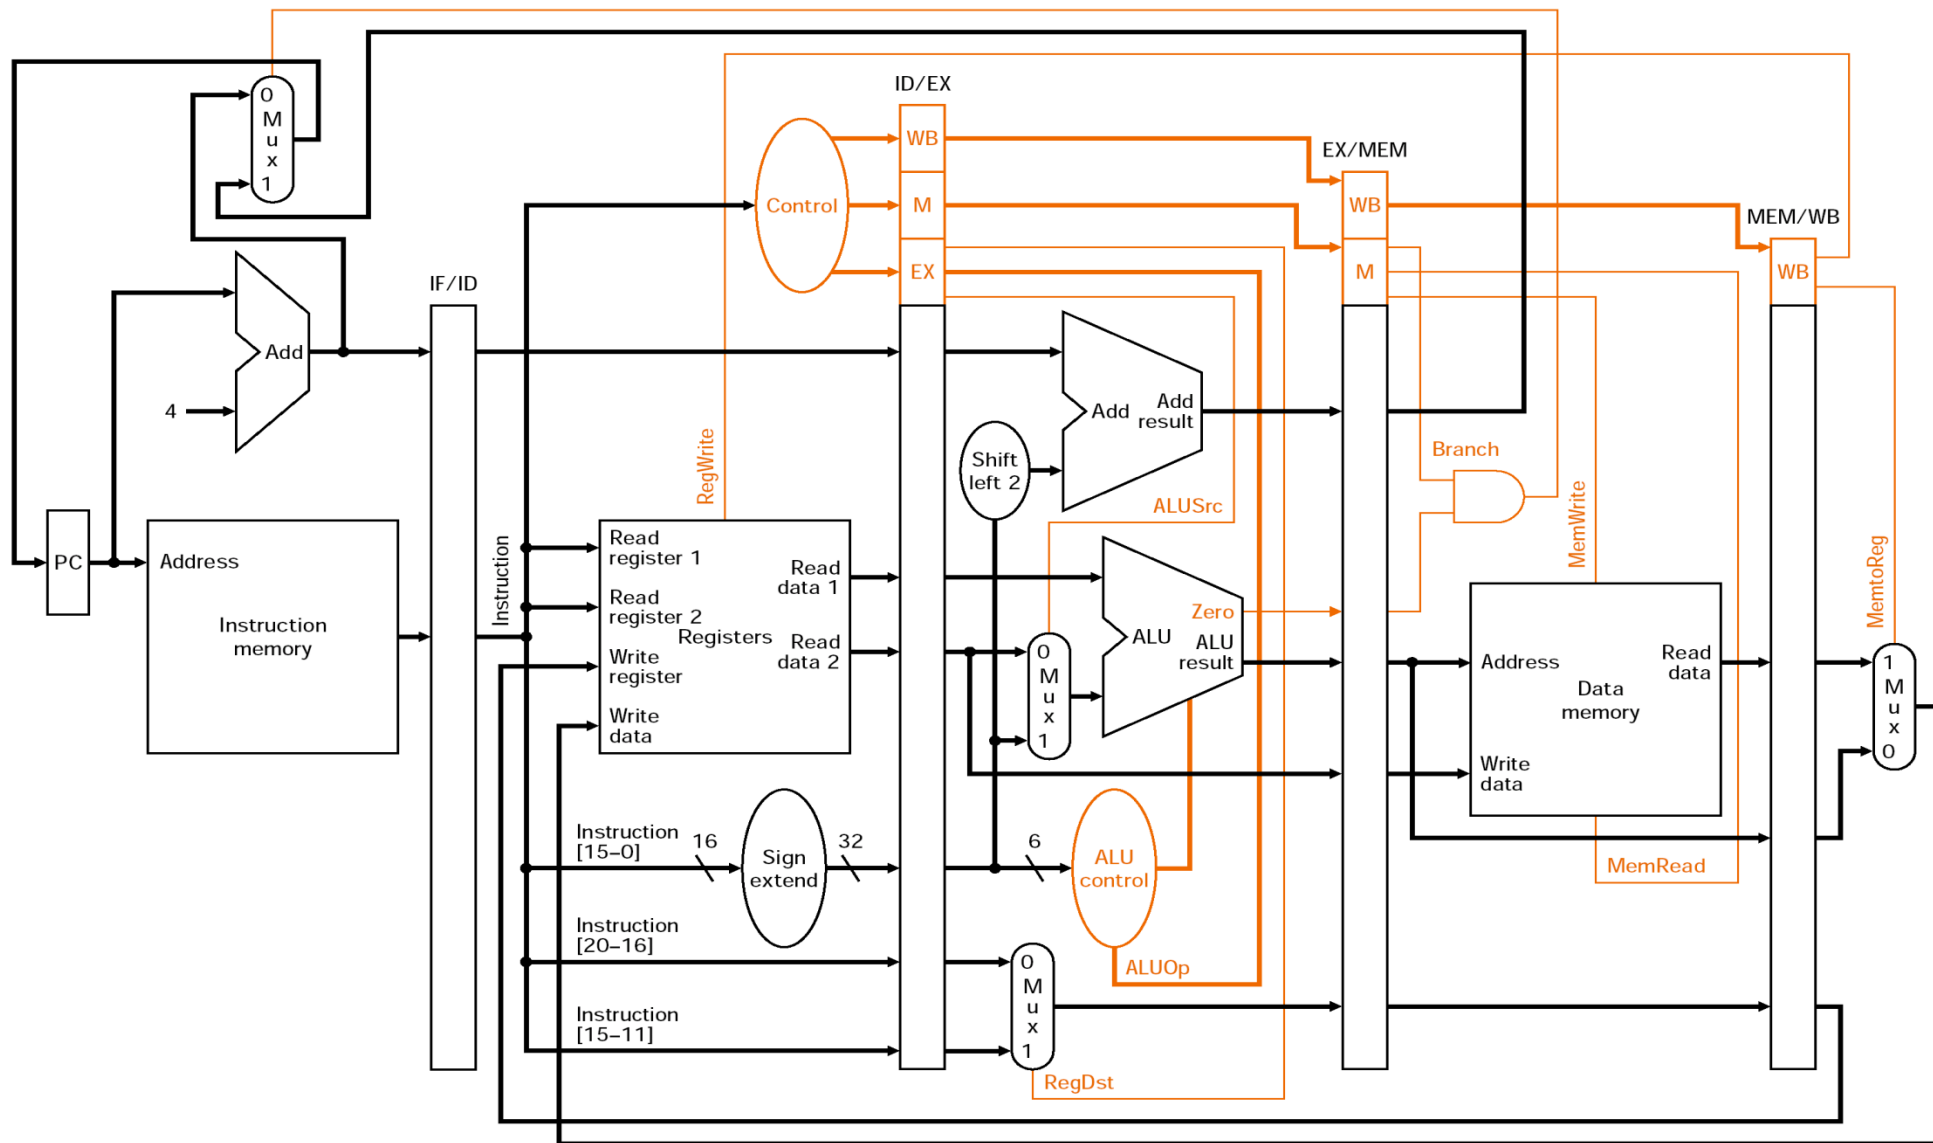 0
M
u
x
1
ID/EX
WB
EX/MEM
Control
M
WB
MEM/WB
EX
M
WB
IF/ID
Add
4
Add
Add
result
RegWrite
Shift
left 2
Branch
ALUSrc
MemWrite
PC
Address
Instruction
memory
Instruction
Read
register 1
Read
data 1
Read
register 2
Registers
Read
data 2
Write
register
Write
data
0
M
u
x
1
Zero
ALU
ALU
result
Address
Read
data
Data
memory
Write
data
MemtoReg
1
M
u
x
0
Instruction
[15–0]
16
Sign
extend
32
6
ALU
control
MemRead
Instruction
[20–16]
0
M
u
x
1
ALUOp
Instruction
[15–11]
RegDst